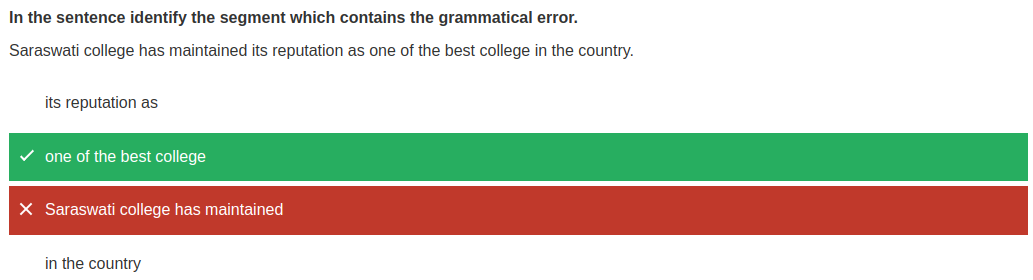 In the sentence identify the segment which contains the grammatical error.
Saraswati college has maintained its reputation as one of the best college in the country.
its reputation as
one of the best college
Saraswati college has maintained
in the country